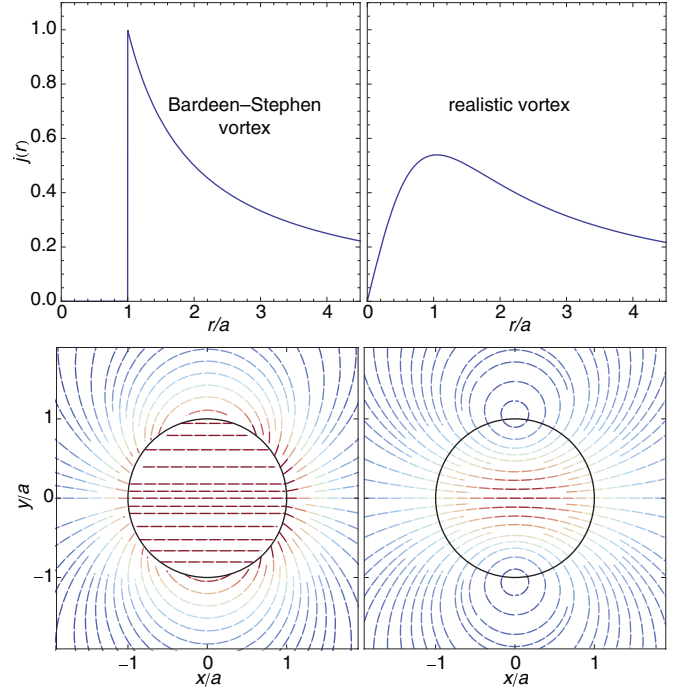 1.0
0.8
0.6
0.4
0.2
0.0
j(r)
Bardeen–Stephen
vortex
realistic vortex
0 1 2 3 4
r/a
0 1 2 3 4
r/a
1
0
−1
y/a
−1 0 1
x/a
−1 0 1
x/a